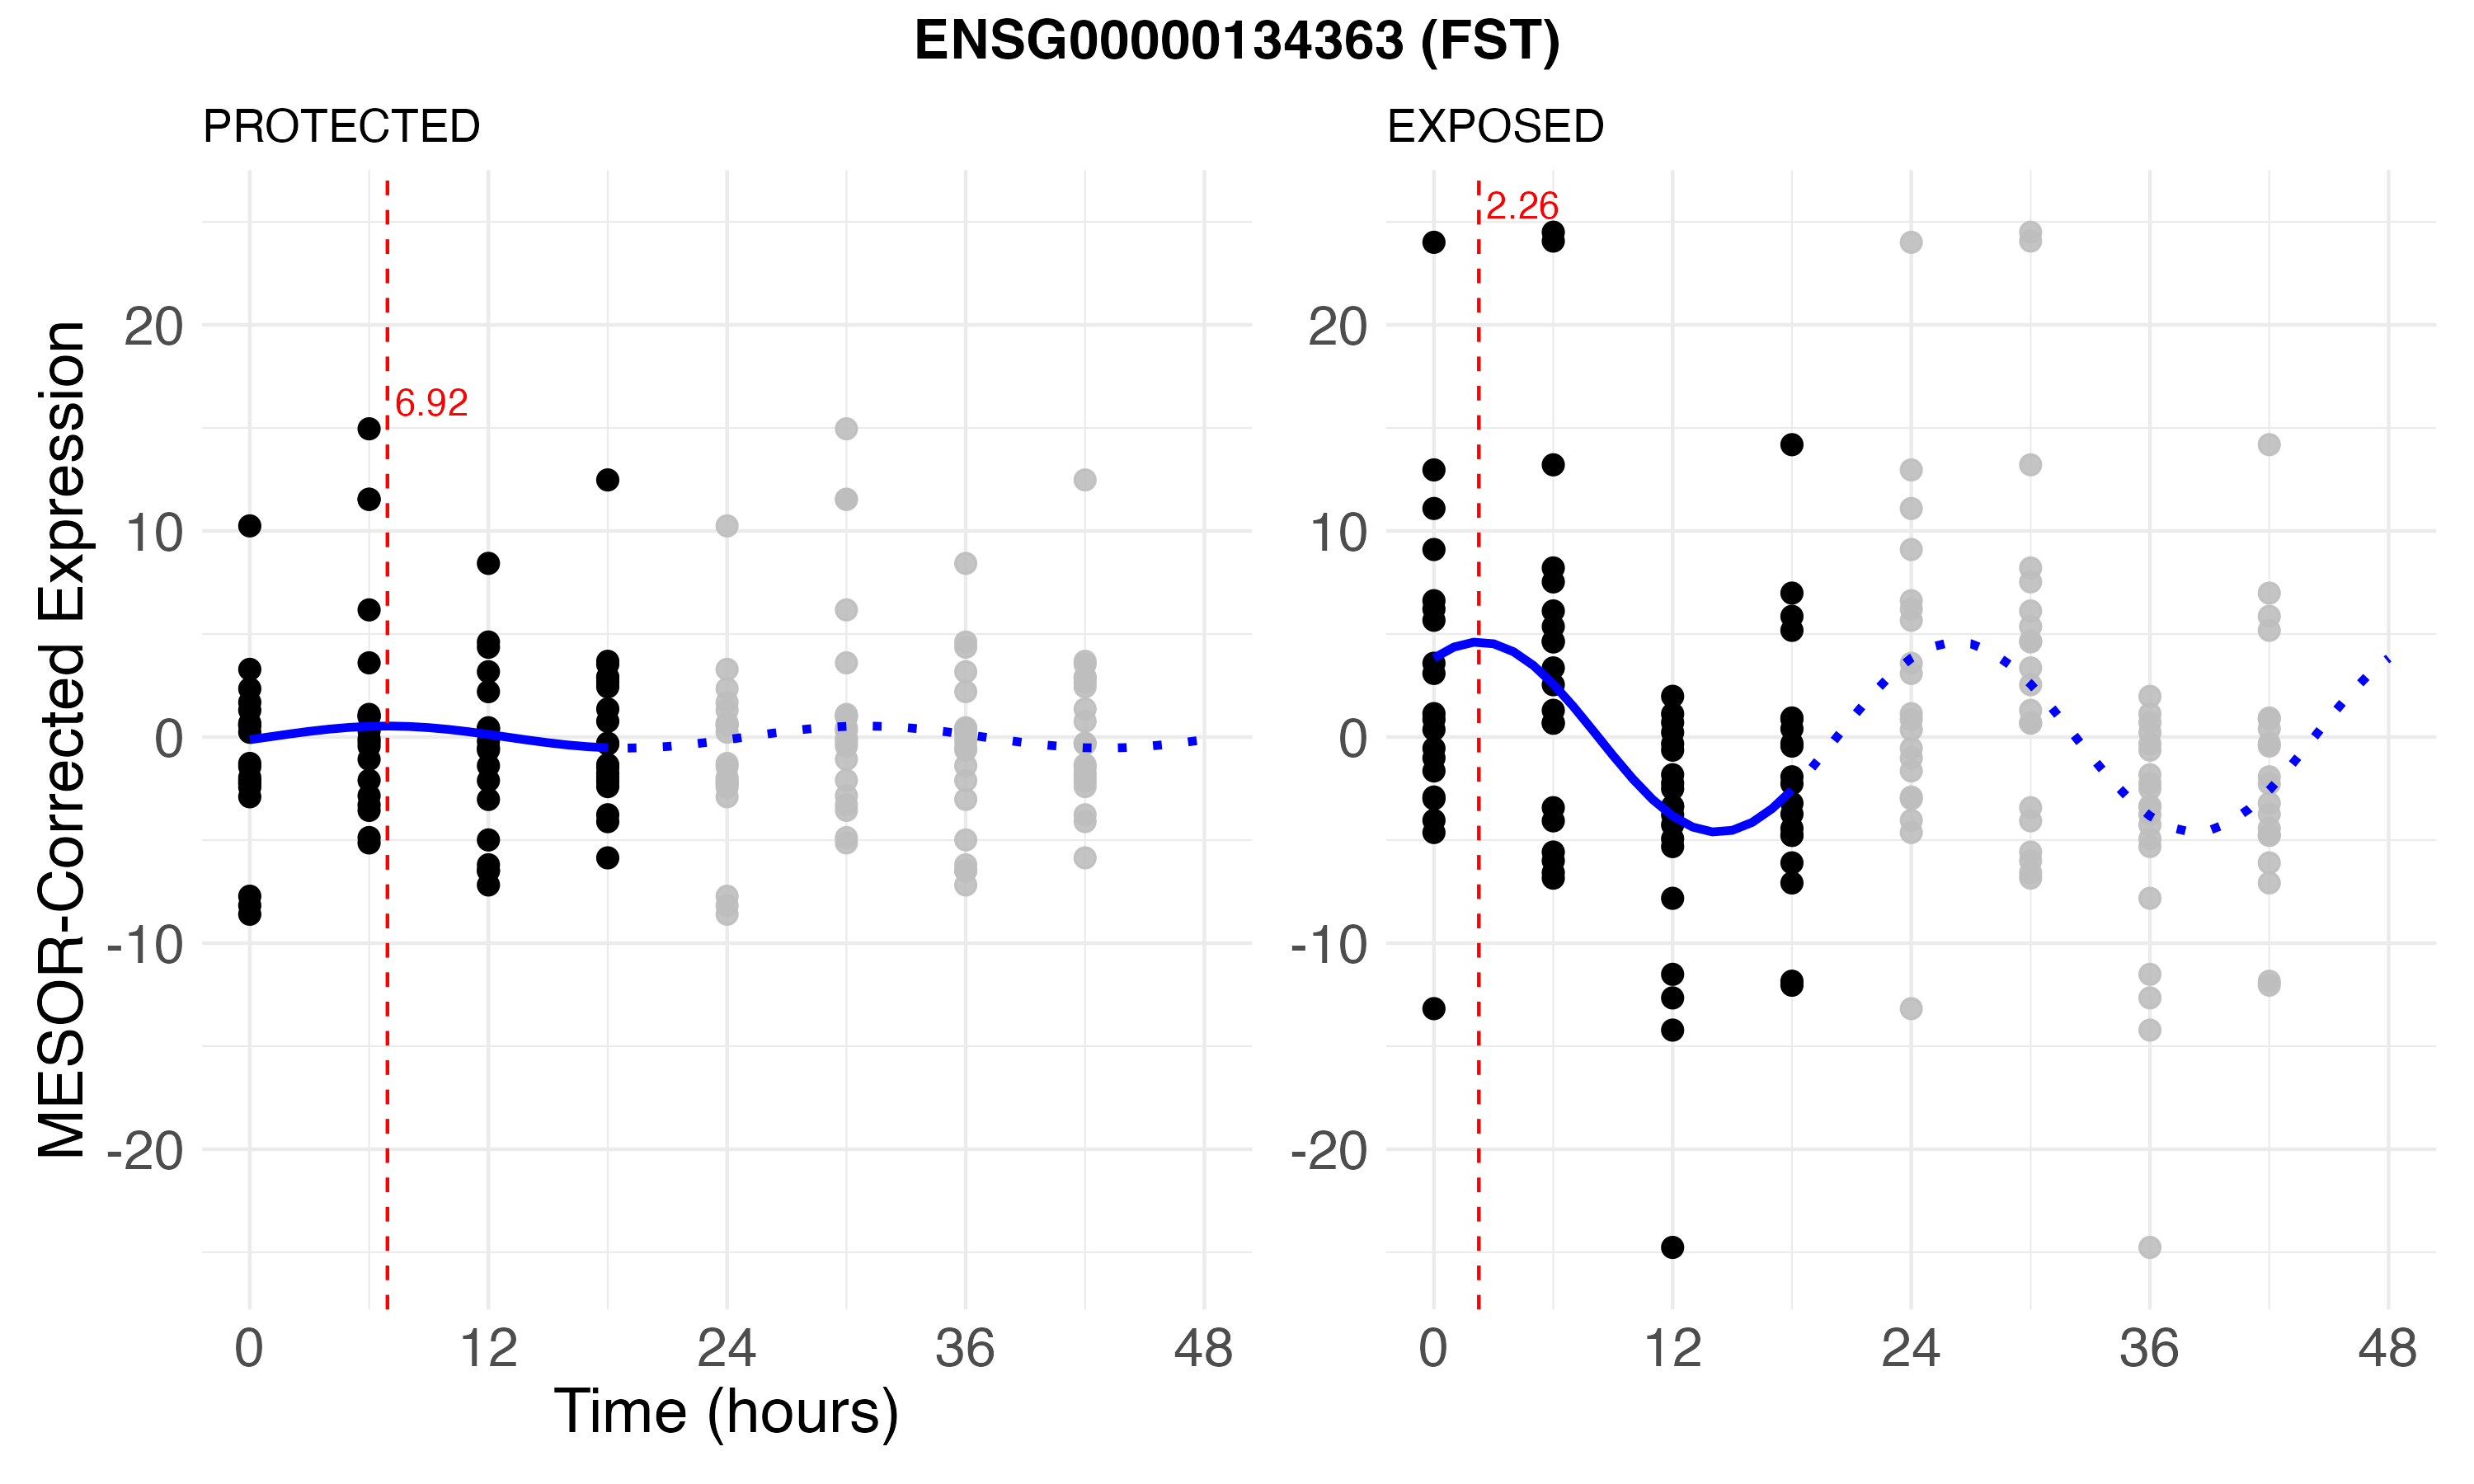 ENSG00000134363 (FST)
PROTECTED
EXPOSED
MESOR-Corrected Expression
20
10
0
-10
-20
6.92
0 12 24 36 48
20
10
0
-10
-20
2.26
0 12 24 36 48
Time (hours)